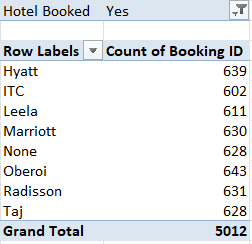 Hotel Booked Yes
Row Labels Count of Booking ID
Hyatt 639
ITC 602
Leela 611
Marriott 630
None 628
Oberoi 643
Radisson 631
Taj 628
Grand Total 5012